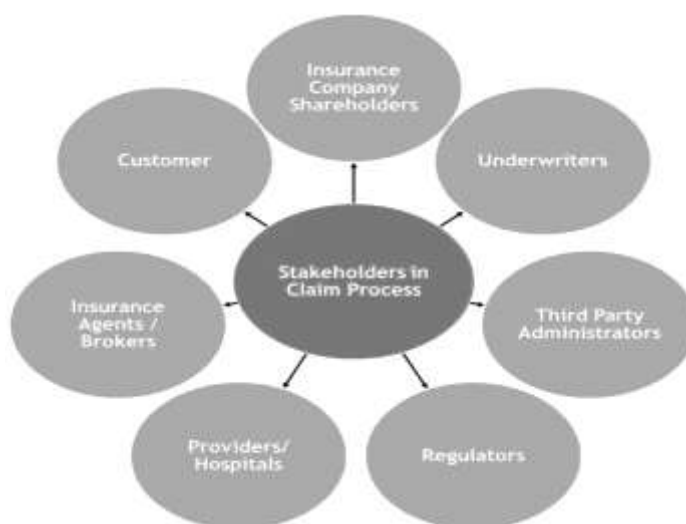 Insurance
Company
Shareholders
Customer
Underwriters
Stakeholders in
Claim Process
Insurance
Agents /
Brokers
Third Party
Administrators
Providers/
Hospitals
Regulators